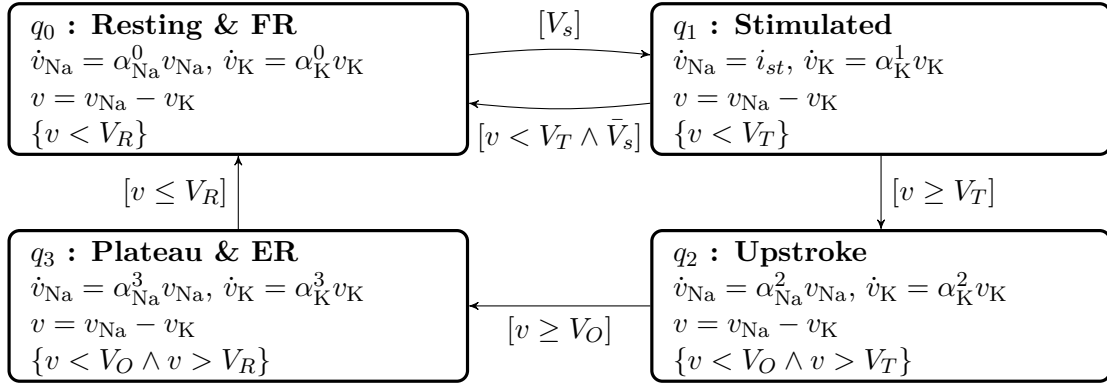 q₀ : Resting & FR
v̇_Na = α⁰_Na v_Na, v̇_K = α⁰_K v_K
v = v_Na − v_K
{v < V_R}
[V_s]
[v < V_T ∧ V̄_s]
q₁ : Stimulated
v̇_Na = i_st, v̇_K = α¹_K v_K
v = v_Na − v_K
{v < V_T}
[v ≤ V_R]
[v ≥ V_T]
q₃ : Plateau & ER
v̇_Na = α³_Na v_Na, v̇_K = α³_K v_K
v = v_Na − v_K
{v < V_O ∧ v > V_R}
[v ≥ V_O]
q₂ : Upstroke
v̇_Na = α²_Na v_Na, v̇_K = α²_K v_K
v = v_Na − v_K
{v < V_O ∧ v > V_T}